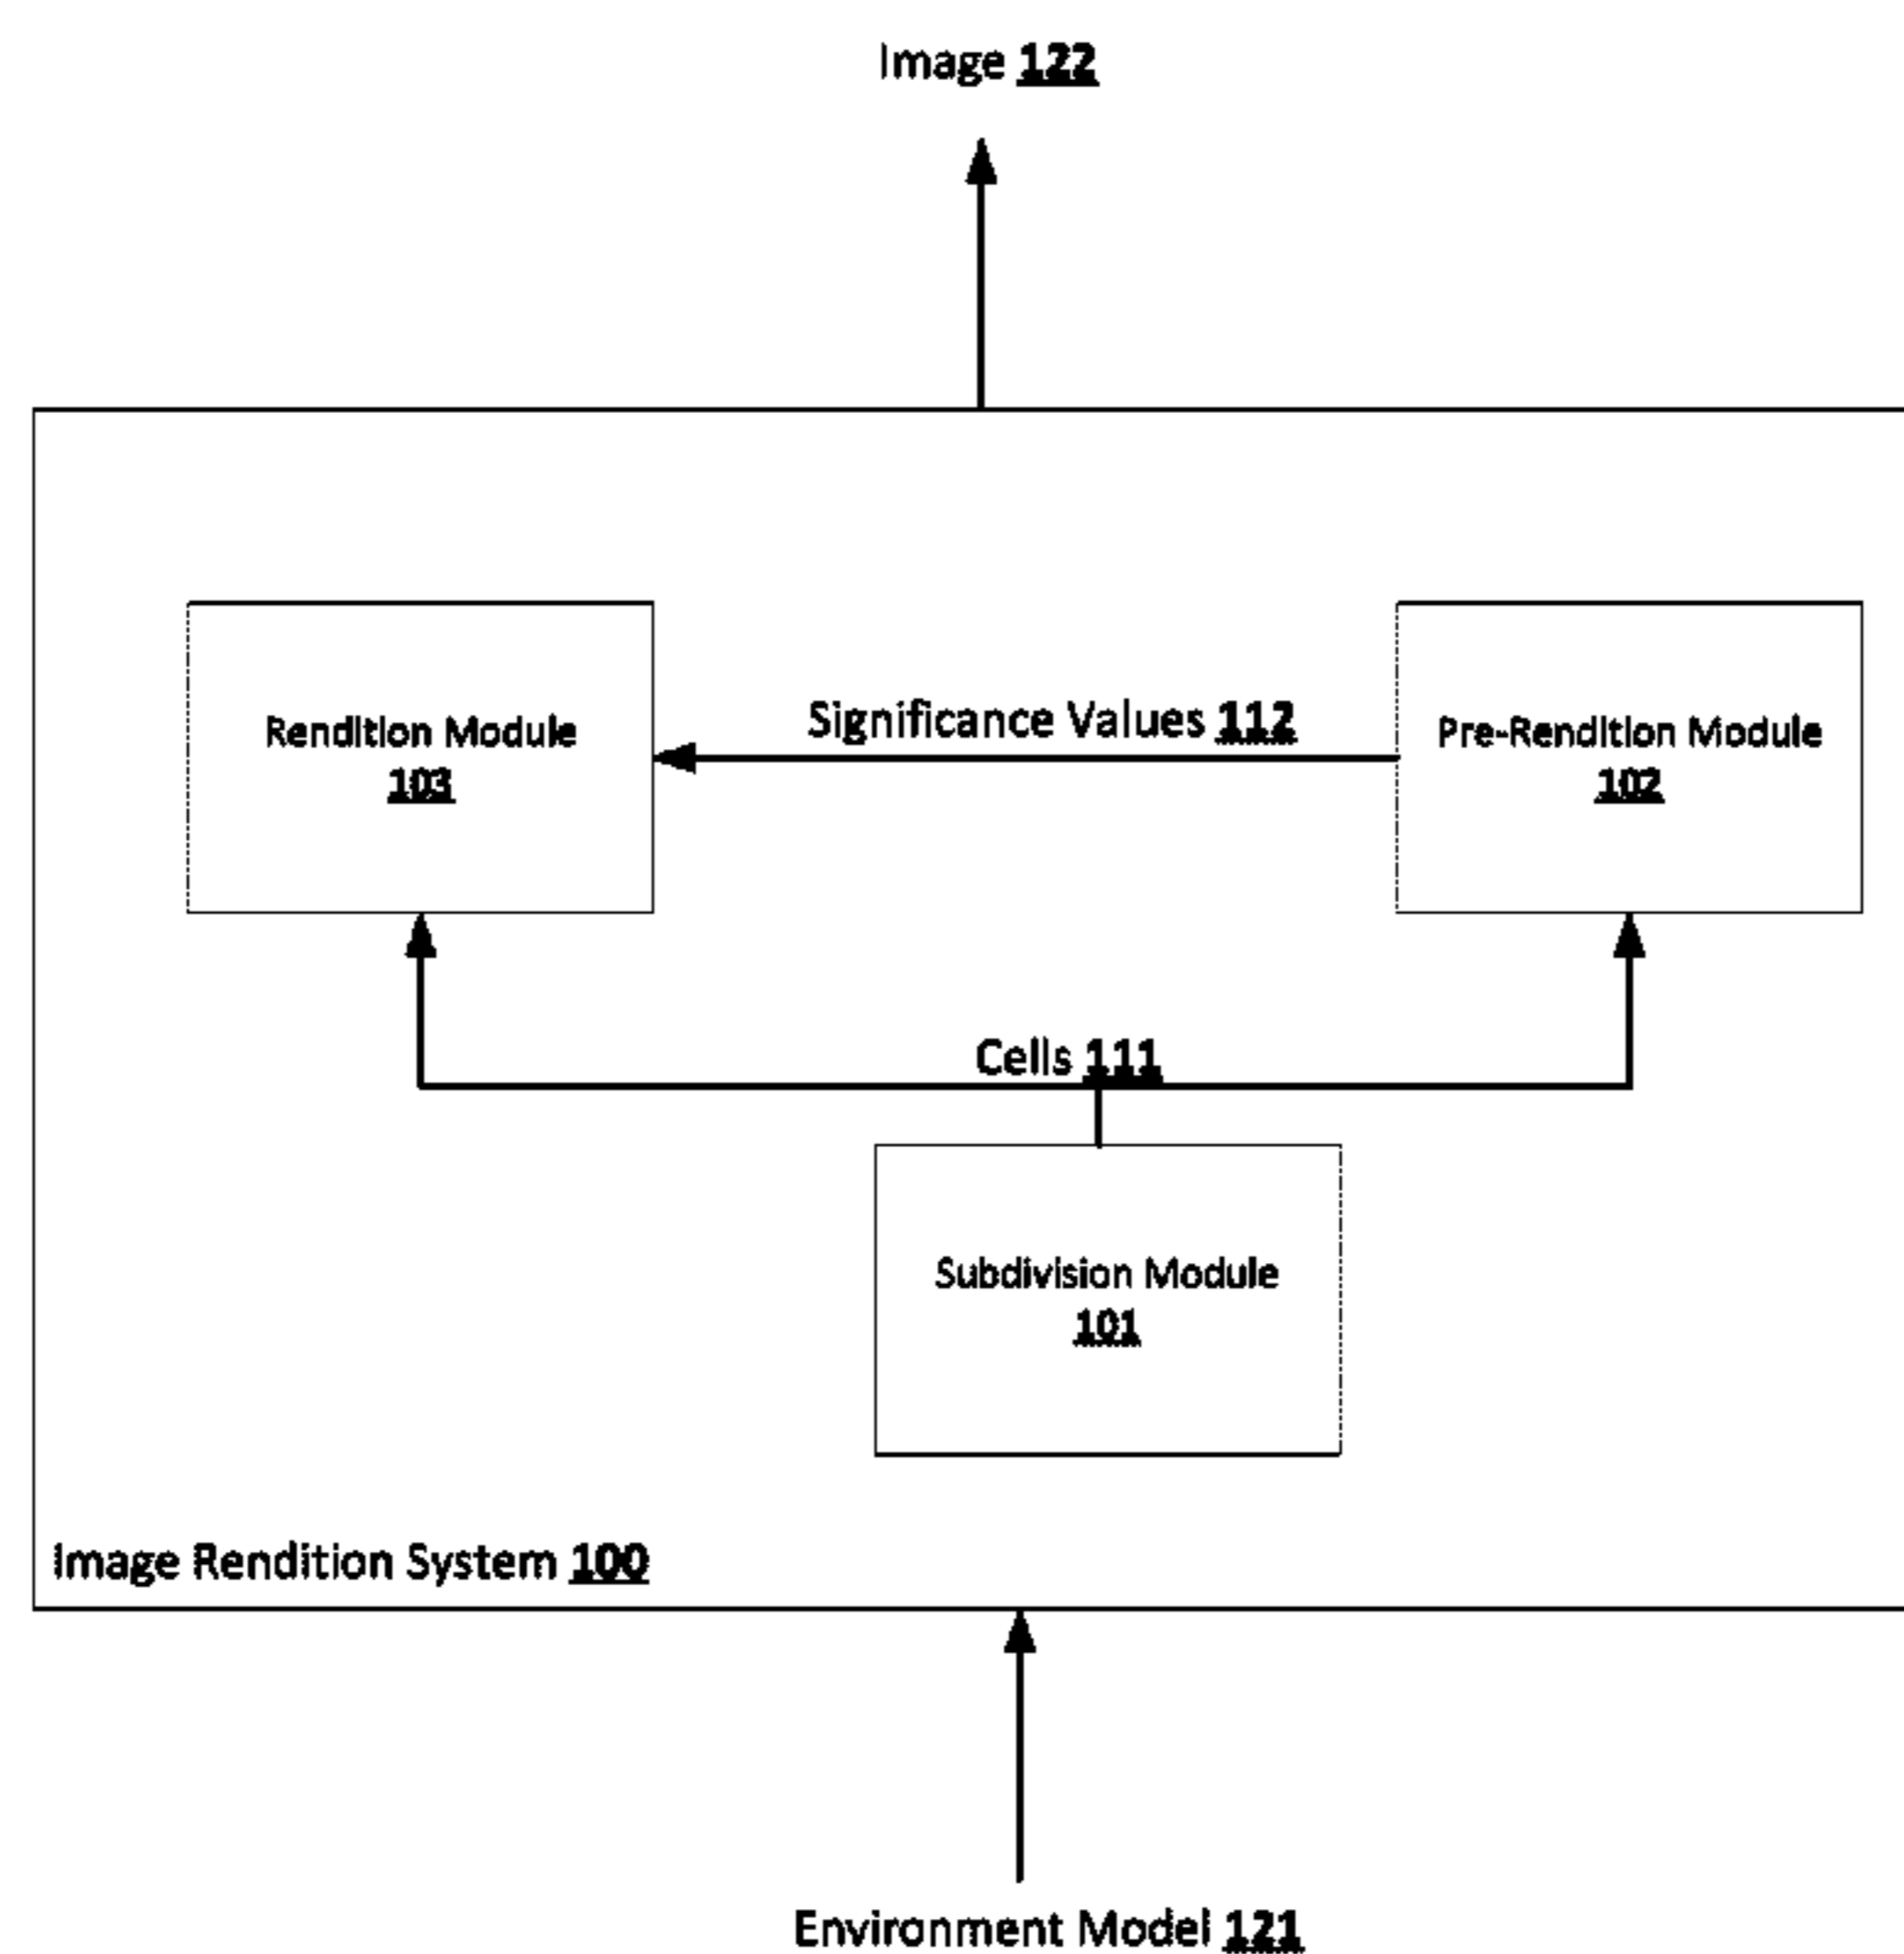 Image 122
Significance Values 112
Rendition Module
103
Pre-Rendition Module
102
Cells 111
Subdivision Module
101
Image Rendition System 100
Environment Model 121